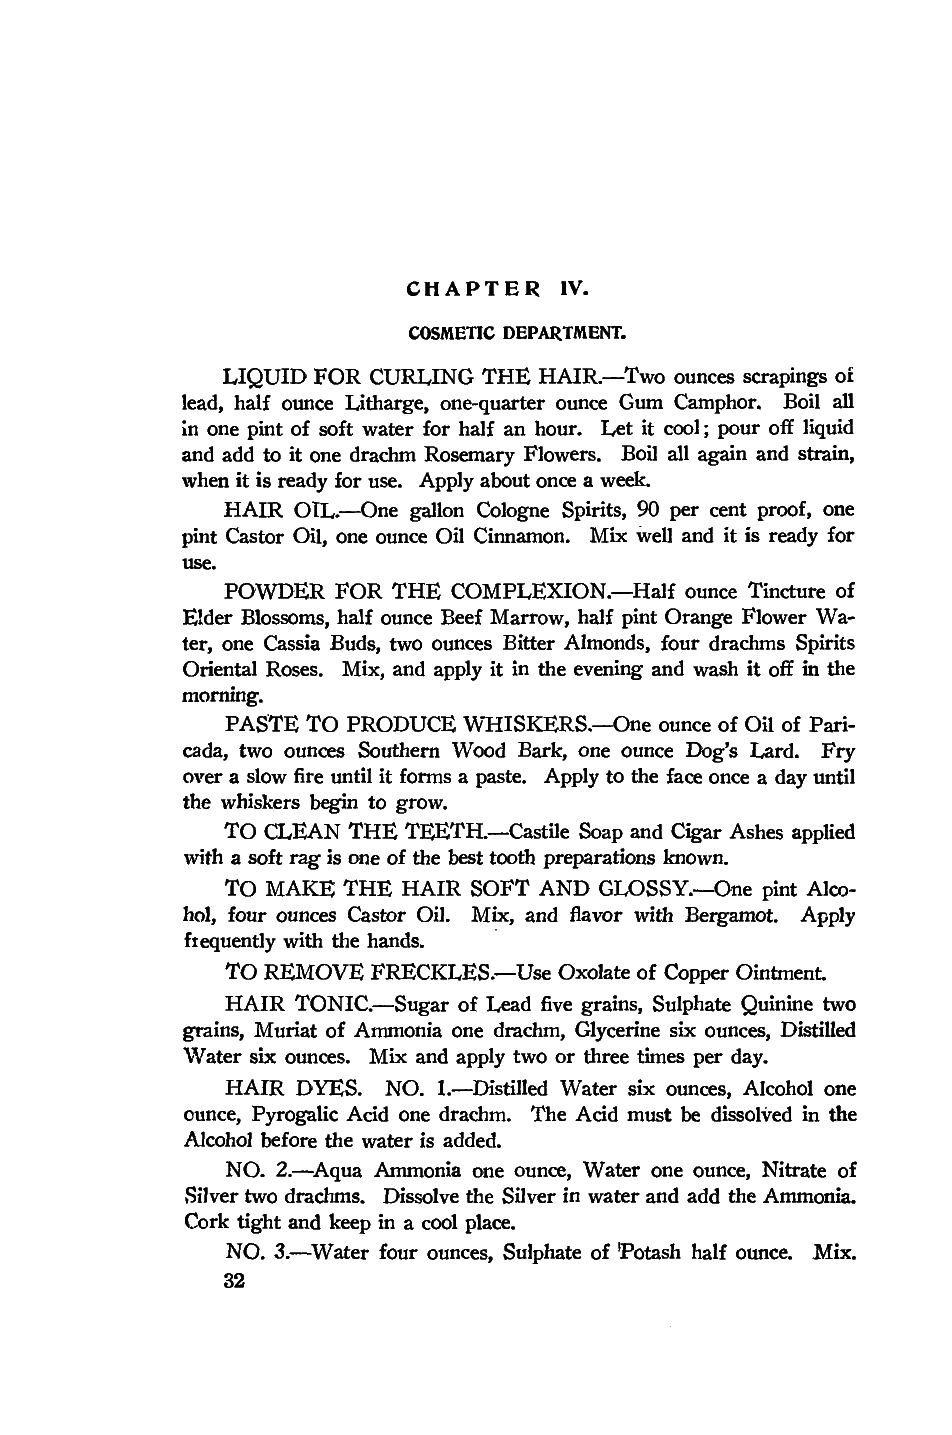 CHAPTER IV.
COSMETIC DEPARTMENT.
LIQUID FOR CURLING THE HAIR.—Two ounces scrapings of
lead, half ounce Litharge, one-quarter ounce Gum Camphor. Boil all
in one pint of soft water for half an hour. Let it cool; pour off liquid
and add to it one drachm Rosemary Flowers. Boil all again and strain,
when it is ready for use. Apply about once a week.
HAIR OIL.—One gallon Cologne Spirits, 90 per cent proof, one
pint Castor Oil, one ounce Oil Cinnamon. Mix well and it is ready for
use.
POWDER FOR THE COMPLEXION.—Half ounce Tincture of
Elder Blossoms, half ounce Beef Marrow, half pint Orange Flower Wa-
ter, one Cassia Buds, two ounces Bitter Almonds, four drachms Spirits
Oriental Roses. Mix, and apply it in the evening and wash it off in the
morning.
PASTE TO PRODUCE WHISKERS.—One ounce of Oil of Pari-
cada, two ounces Southern Wood Bark, one ounce Dog's Lard. Fry
over a slow fire until it forms a paste. Apply to the face once a day until
the whiskers begin to grow.
TO CLEAN THE TEETH.—Castile Soap and Cigar Ashes applied
with a soft rag is one of the best tooth preparations known.
TO MAKE THE HAIR SOFT AND GLOSSY.—One pint Alco-
hol, four ounces Castor Oil. Mix, and flavor with Bergamot. Apply
frequently with the hands.
TO REMOVE FRECKLES.—Use Oxolate of Copper Ointment.
HAIR TONIC.—Sugar of Lead five grains, Sulphate Quinine two
grains, Muriat of Ammonia one drachm, Glycerine six ounces, Distilled
Water six ounces. Mix and apply two or three times per day.
HAIR DYES. NO. 1.—Distilled Water six ounces, Alcohol one
ounce, Pyrogalic Acid one drachm. The Acid must be dissolved in the
Alcohol before the water is added.
NO. 2.—Aqua Ammonia one ounce, Water one ounce, Nitrate of
Silver two drachms. Dissolve the Silver in water and add the Ammonia.
Cork tight and keep in a cool place.
NO. 3.—Water four ounces, Sulphate of Potash half ounce. Mix.
32